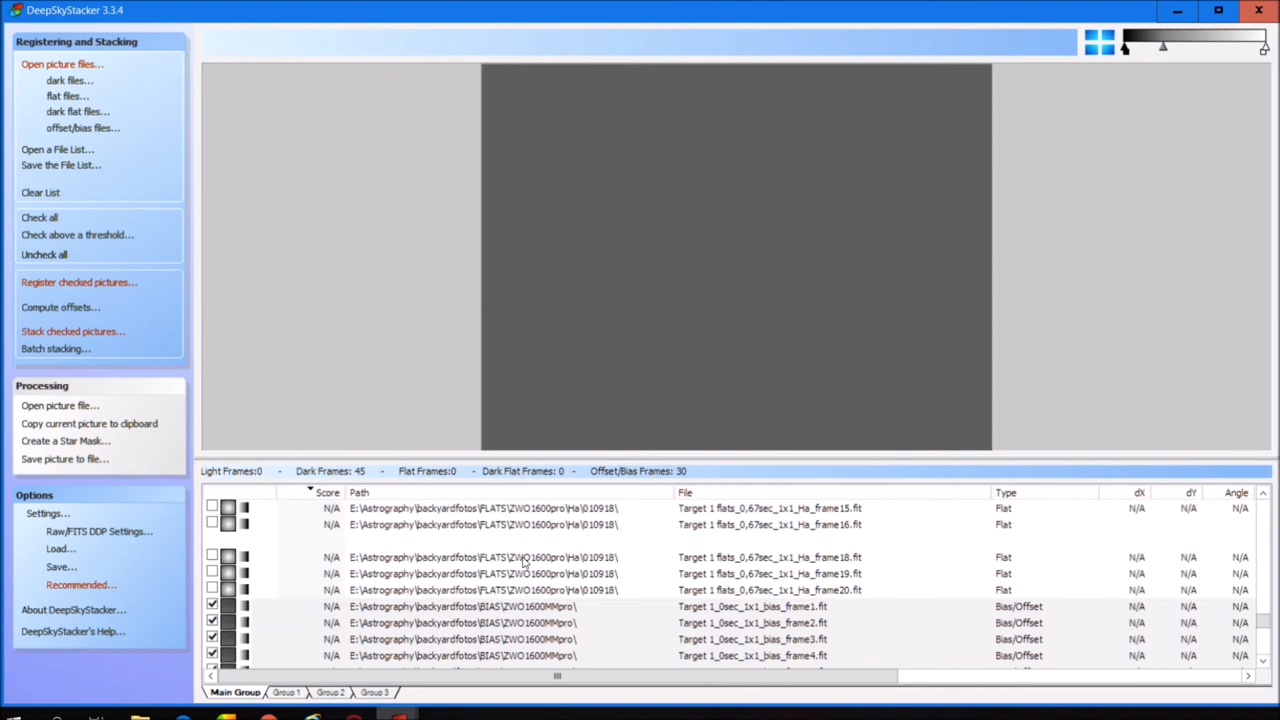 DeepSkyStacker 3.3.4
Registering and Stacking
Open picture files...
dark files...
flat files...
dark flat files...
offset/bias files...
Open a File List...
Save the File List...
Clear List
Check all
Check above a threshold...
Uncheck all
Register checked pictures...
Compute offsets...
Stack checked pictures...
Batch stacking...
Processing
Open picture file...
Copy current picture to clipboard
Create a Star Mask...
Save picture to file...
Options
Settings...
Raw/FITS DDP Settings...
Load...
Save...
Recommended...
About DeepSkyStacker...
DeepSkyStacker's Help...
Light Frames:0 - Dark Frames: 45 - Flat Frames:0 - Dark Flat Frames: 0 - Offset/Bias Frames: 30
Score Path File Type dX dY Angle
N/A E:\Astrography\backyardfotos\FLATS\ZWO1600pro\Ha\010918\ Target 1 flats_0,67sec_1x1_Ha_frame15.fit Flat N/A N/A N/A
N/A E:\Astrography\backyardfotos\FLATS\ZWO1600pro\Ha\010918\ Target 1 flats_0,67sec_1x1_Ha_frame16.fit Flat N/A N/A N/A
N/A E:\Astrography\backyardfotos\FLATS\ZWO1600pro\Ha\010918\ Target 1 flats_0,67sec_1x1_Ha_frame18.fit Flat N/A N/A N/A
N/A E:\Astrography\backyardfotos\FLATS\ZWO1600pro\Ha\010918\ Target 1 flats_0,67sec_1x1_Ha_frame19.fit Flat N/A N/A N/A
N/A E:\Astrography\backyardfotos\FLATS\ZWO1600pro\Ha\010918\ Target 1 flats_0,67sec_1x1_Ha_frame20.fit Flat N/A N/A N/A
N/A E:\Astrography\backyardfotos\BIAS\ZWO1600MMpro\ Target 1_0sec_1x1_bias_frame1.fit Bias/Offset N/A N/A N/A
N/A E:\Astrography\backyardfotos\BIAS\ZWO1600MMpro\ Target 1_0sec_1x1_bias_frame2.fit Bias/Offset N/A N/A N/A
N/A E:\Astrography\backyardfotos\BIAS\ZWO1600MMpro\ Target 1_0sec_1x1_bias_frame3.fit Bias/Offset N/A N/A N/A
N/A E:\Astrography\backyardfotos\BIAS\ZWO1600MMpro\ Target 1_0sec_1x1_bias_frame4.fit Bias/Offset N/A N/A N/A
Main Group Group 1 Group 2 Group 3